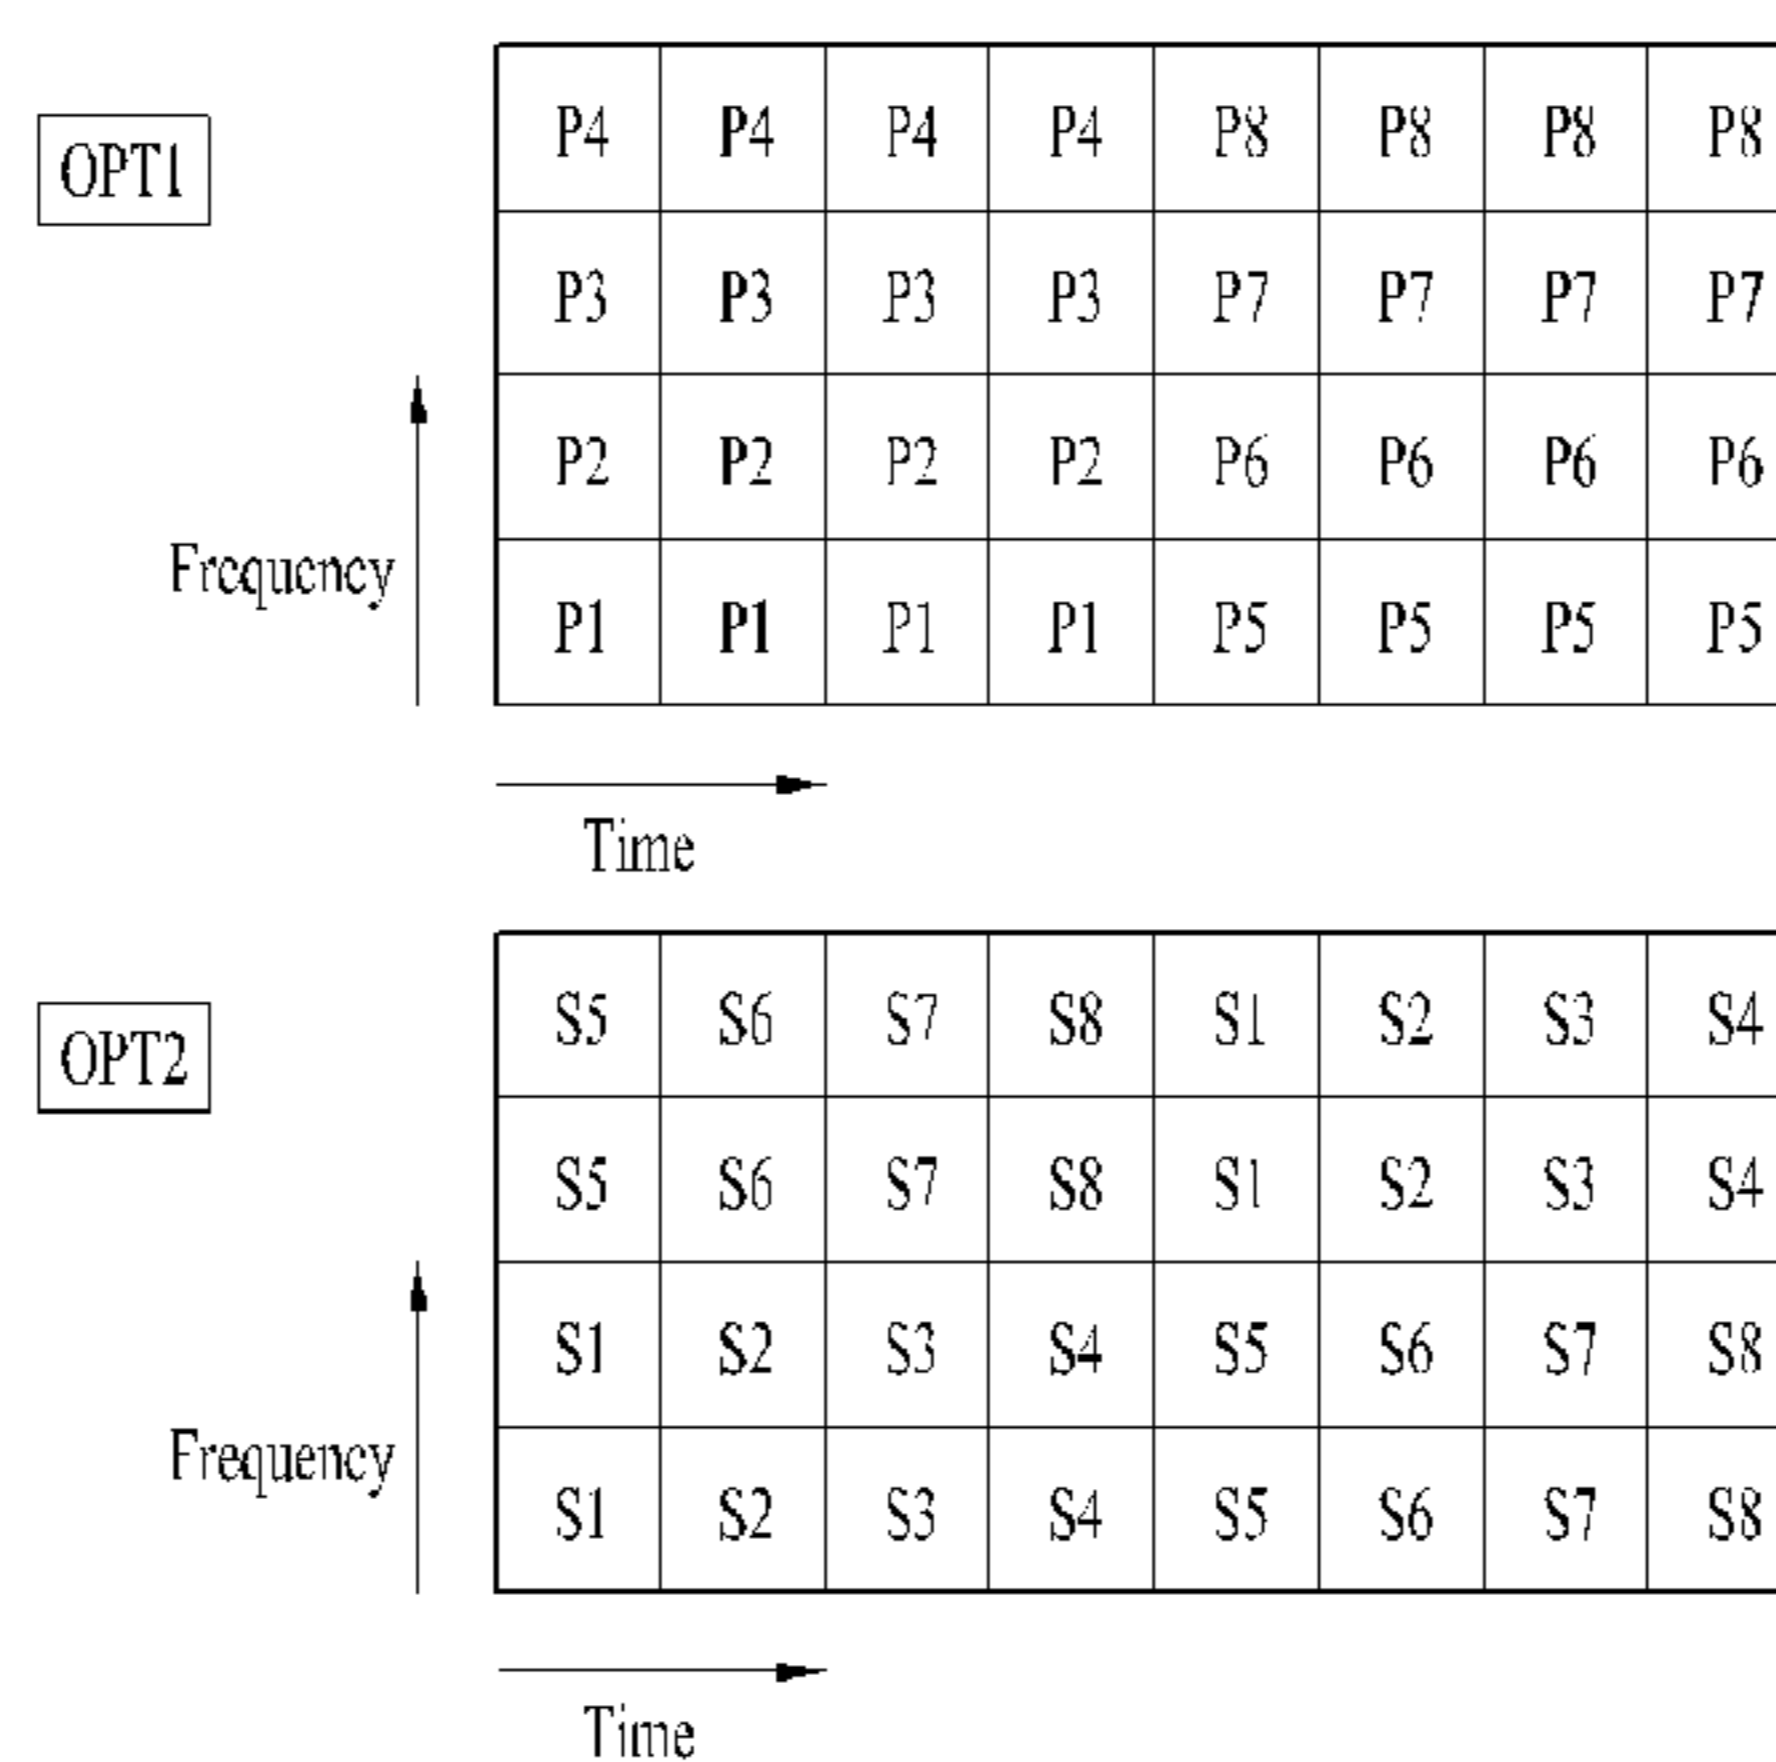 OPT1
P4 P4 P4 P4 P8 P8 P8 P8
P3 P3 P3 P3 P7 P7 P7 P7
P2 P2 P2 P2 P6 P6 P6 P6
Frequency
P1 P1 P1 P1 P5 P5 P5 P5
Time
OPT2
S5 S6 S7 S8 S1 S2 S3 S4
S5 S6 S7 S8 S1 S2 S3 S4
S1 S2 S3 S4 S5 S6 S7 S8
Frequency
S1 S2 S3 S4 S5 S6 S7 S8
Time